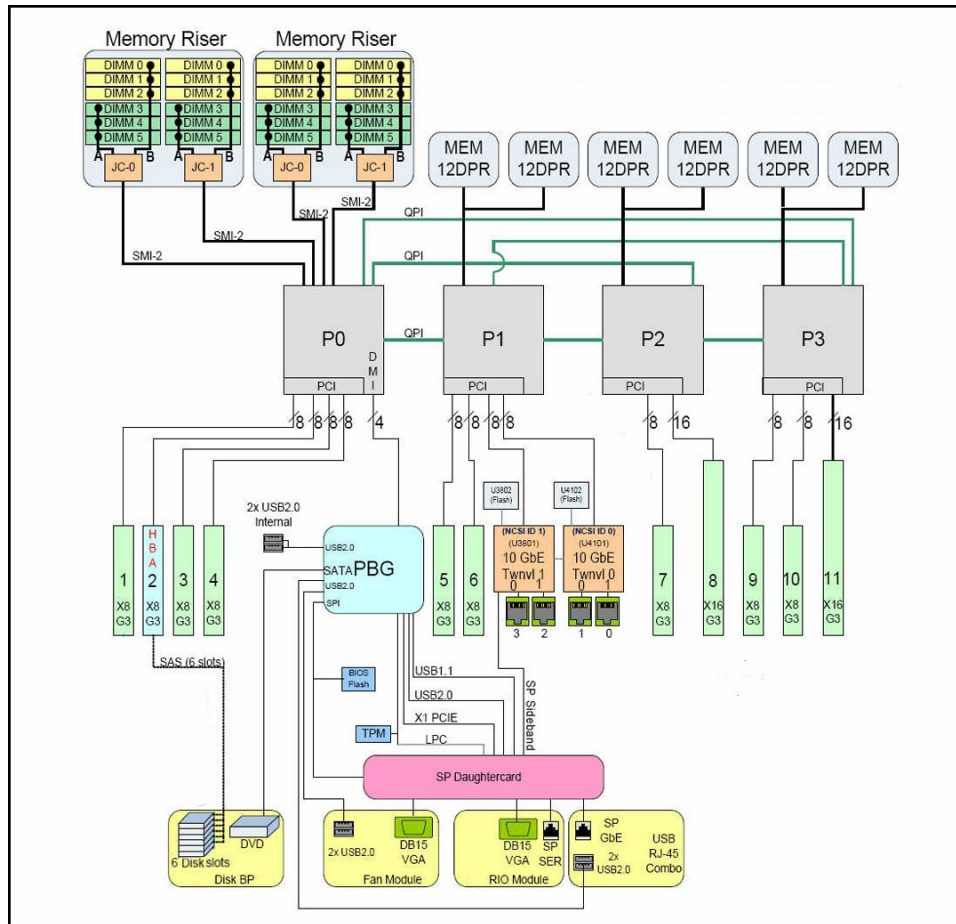 Memory Riser
Memory Riser
DIMM 0
DIMM 1
DIMM 2
DIMM 3
DIMM 4
DIMM 5
DIMM 0
DIMM 1
DIMM 2
DIMM 3
DIMM 4
DIMM 5
DIMM 0
DIMM 1
DIMM 2
DIMM 3
DIMM 4
DIMM 5
DIMM 0
DIMM 1
DIMM 2
DIMM 3
DIMM 4
DIMM 5
A B A B A B A B
JC-0
JC-1
JC-0
JC-1
MEM
12DPR
MEM
12DPR
MEM
12DPR
MEM
12DPR
MEM
12DPR
MEM
12DPR
SMI-2
SMI-2
SMI-2
SMI-2
QPI
QPI
QPI
P0
P1
P2
P3
DMI
PCI
PCI
PCI
PCI
8 8 8 8 4
8 8 8 8
8 16
8 8 16
U3802
(Flash)
U4102
(Flash)
2x USB2.0
Internal
1
X8
G3
HBA
2
X8
G3
3
X8
G3
4
X8
G3
USB2.0
SATA
PBG
USB2.0
SPI
5
X8
G3
6
X8
G3
(NCSI ID 1)
(U3801)
10 GbE
Twnvl 1
0 1
3 2
(NCSI ID 0)
(U4101)
10 GbE
Twnvl 0
0 1
1 0
7
X8
G3
8
X16
G3
9
X8
G3
10
X8
G3
11
X16
G3
SAS (6 slots)
BIOS
Flash
TPM
USB1.1
USB2.0
X1 PCIE
LPC
SP Sideband
SP Daughtercard
6 Disk slots
DVD
Disk BP
2x USB2.0
DB15
VGA
Fan Module
DB15
VGA
SP
SER
RIO Module
SP
GbE
2x
USB2.0
USB
RJ-45
Combo